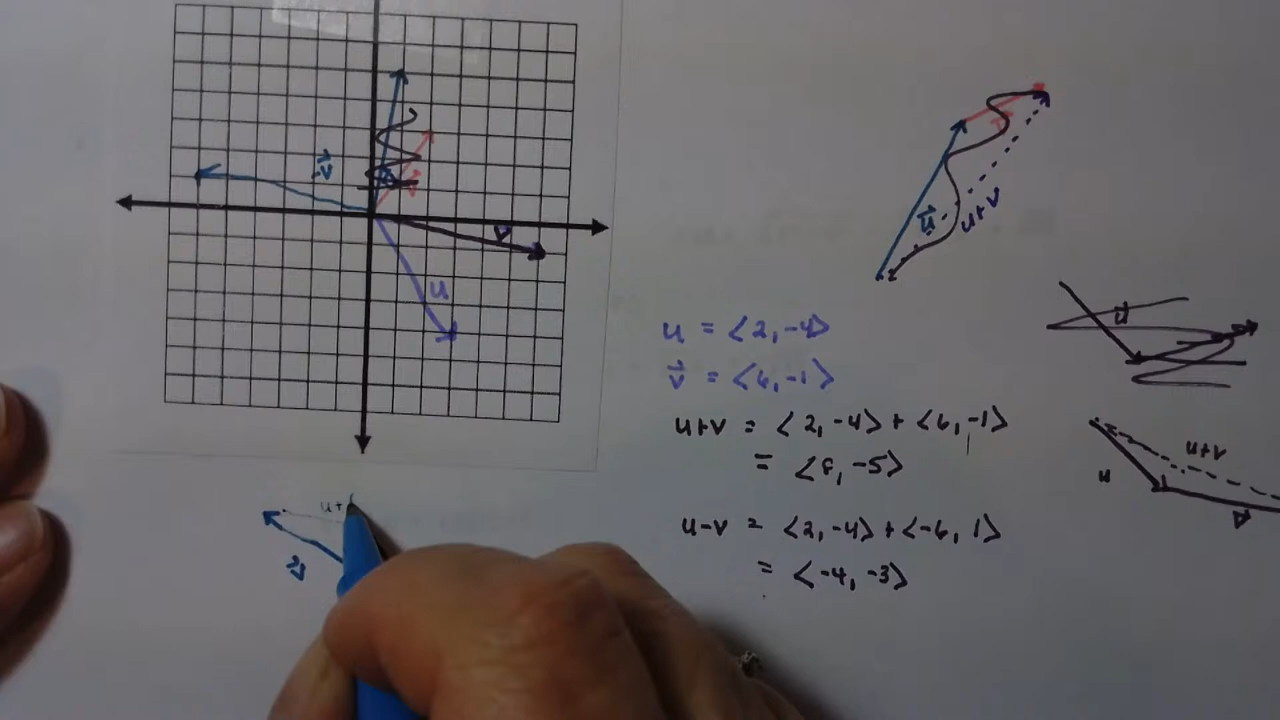 -v
v
u
u
u+v
u = ⟨2, -4⟩
v = ⟨6, -1⟩
u+v = ⟨2, -4⟩ + ⟨6, -1⟩
= ⟨8, -5⟩
u-v = ⟨2, -4⟩ + ⟨-6, 1⟩
= ⟨-4, -3⟩
u
u+v
u
v
u+